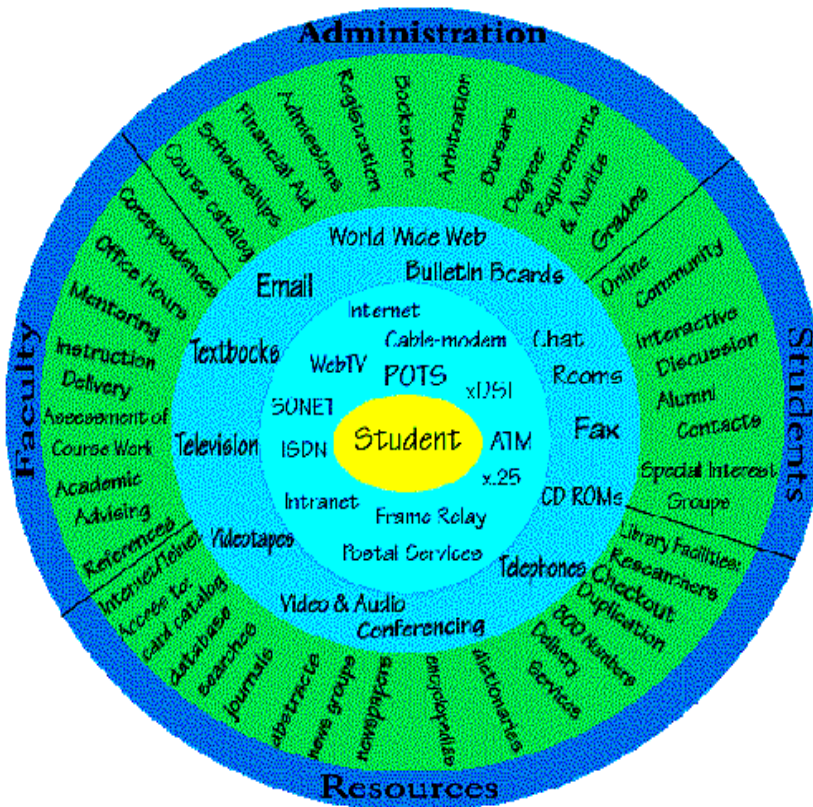 Administration
Course catalog
Scholarships
Financial Aid
Admissions
Registration
Bookstore
Arbitration
Bursars
Degree
Rquirements
& Audits
Grades
Students
Online
Community
Interactive
Discussion
Alumni
Contacts
Special Interest
Groups
Resources
Library Facilities:
Researchers
Checkout
Duplication
800 Numbers
Delivery
Services
dictionaries
encyclopedias
newspapers
news groups
abstracts
journals
searches
database
card catalog
Access to:
Internet/Telnet
Faculty
Corespondences
Office Hours
Mentoring
Instruction
Delivery
Assessment of
Course Work
Academic
Advising
References
World Wide Web
Bulletin Boards
Email
Chat
Rooms
Textbooks
Fax
Television
CD ROMs
Videotapes
Telephones
Video & Audio
Conferencing
Internet
Cable-modem
WebTV
POTS
xDSL
SONET
ISDN
ATM
x.25
Intranet
Frame Relay
Postal Services
Student